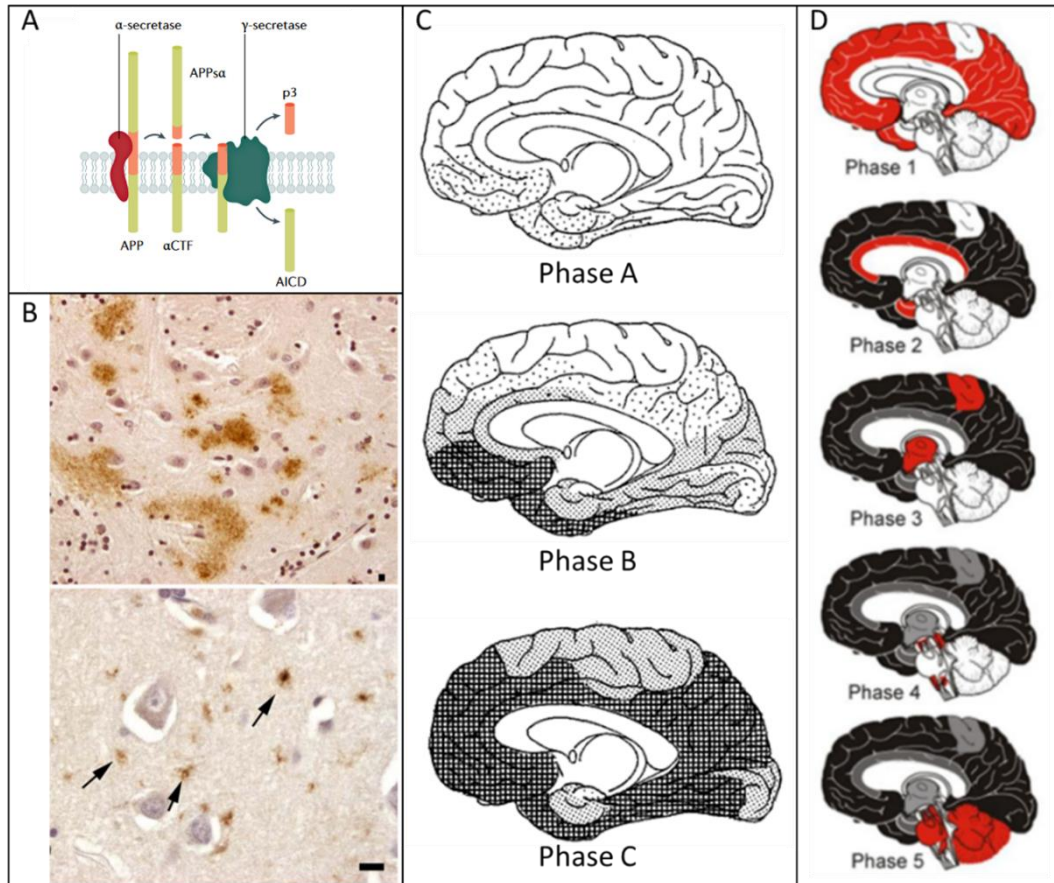 A
α-secretase
γ-secretase
APPsα
p3
APP
αCTF
AICD
B
C
Phase A
Phase B
Phase C
D
Phase 1
Phase 2
Phase 3
Phase 4
Phase 5